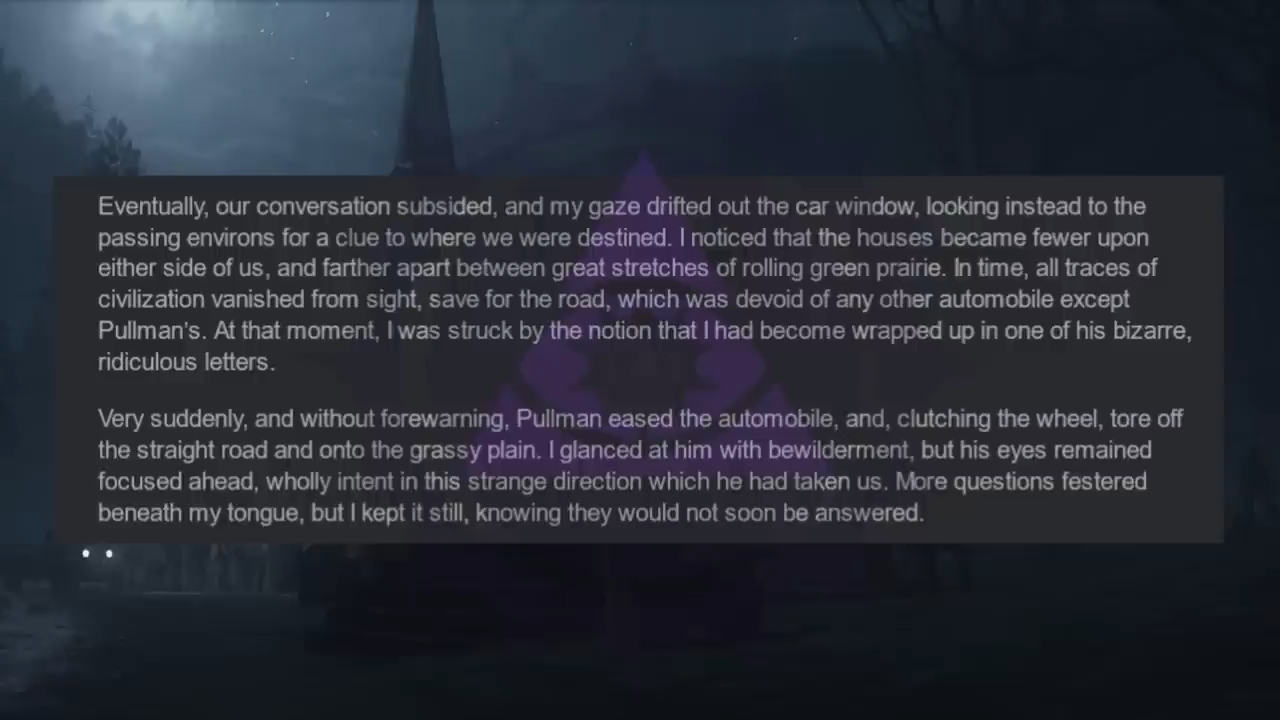 Eventually, our conversation subsided, and my gaze drifted out the car window, looking instead to the
passing environs for a clue to where we were destined. I noticed that the houses became fewer upon
either side of us, and farther apart between great stretches of rolling green prairie. In time, all traces of
civilization vanished from sight, save for the road, which was devoid of any other automobile except
Pullman's. At that moment, I was struck by the notion that I had become wrapped up in one of his bizarre,
ridiculous letters.
Very suddenly, and without forewarning, Pullman eased the automobile, and, clutching the wheel, tore off
the straight road and onto the grassy plain. I glanced at him with bewilderment, but his eyes remained
focused ahead, wholly intent in this strange direction which he had taken us. More questions festered
beneath my tongue, but I kept it still, knowing they would not soon be answered.